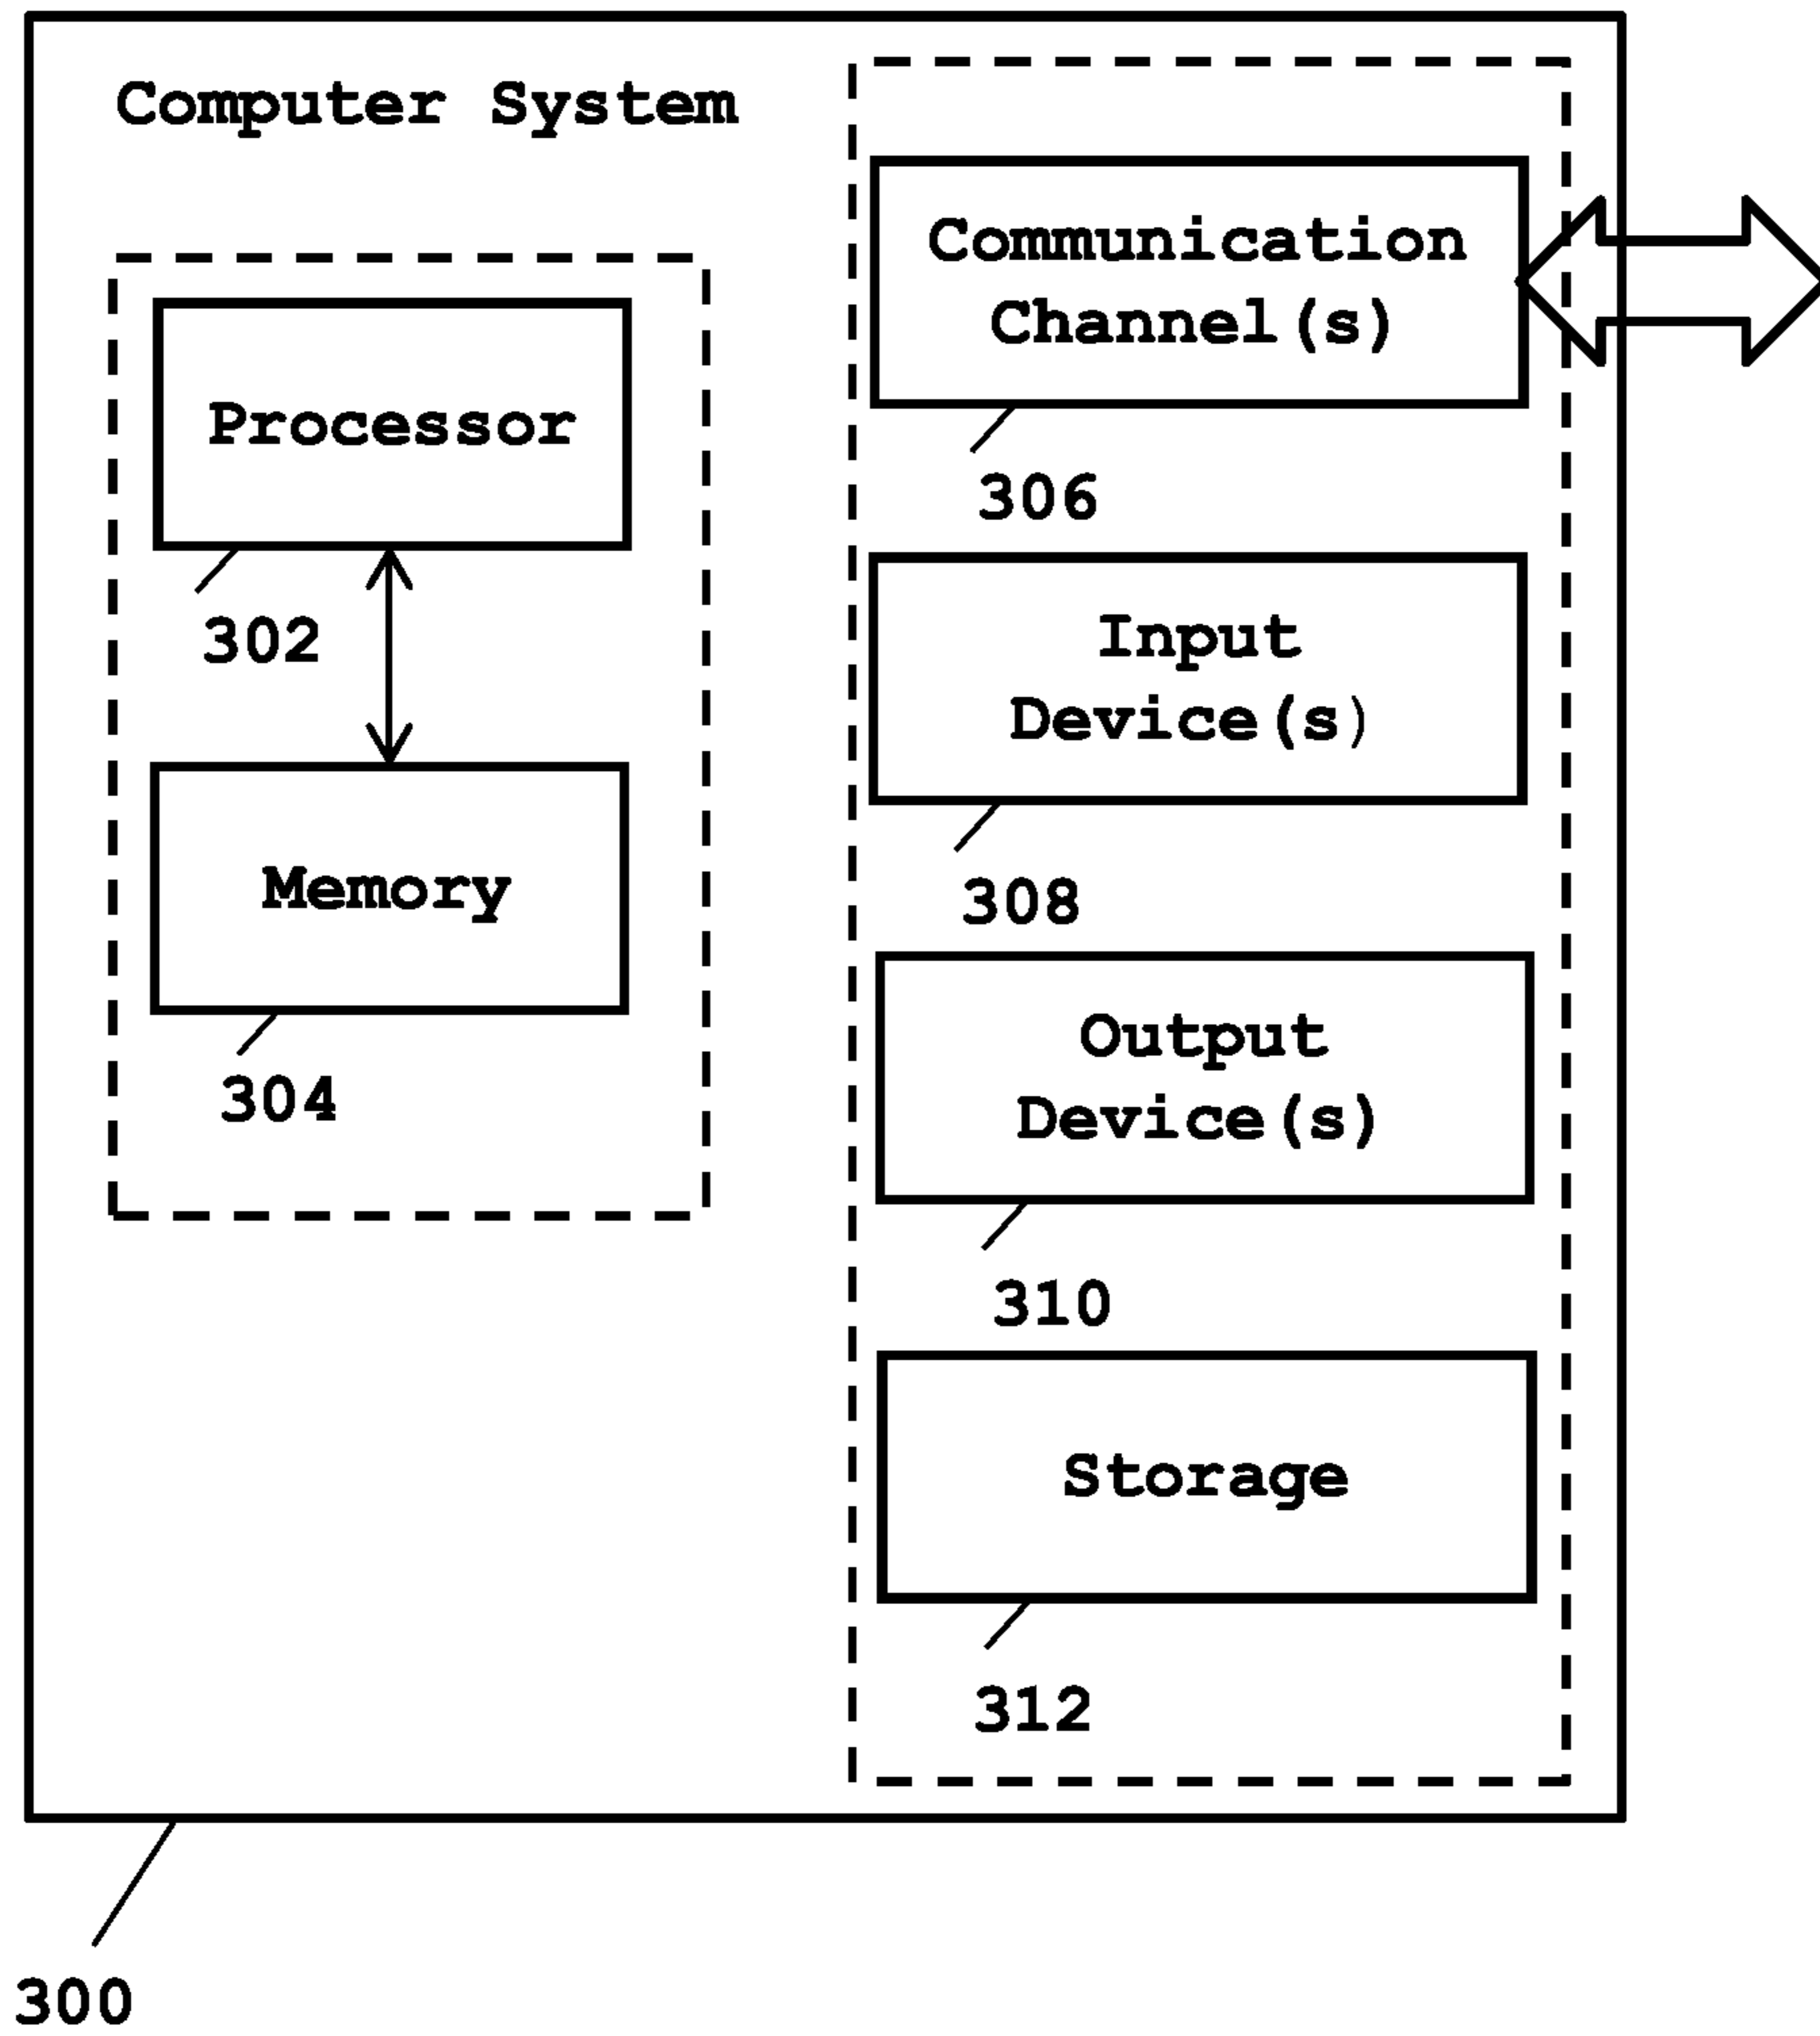 Computer System
Processor
302
Memory
304
Communication
Channel(s)
306
Input
Device(s)
308
Output
Device(s)
310
Storage
312
300